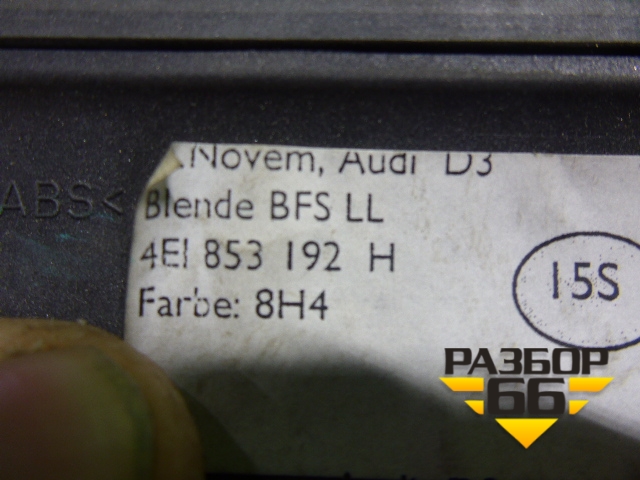 Novem, Audi D3
ABS<
Blende BFS LL
4E1 853 192 H
Farbe: 8H4
15S
РАЗБОР
66